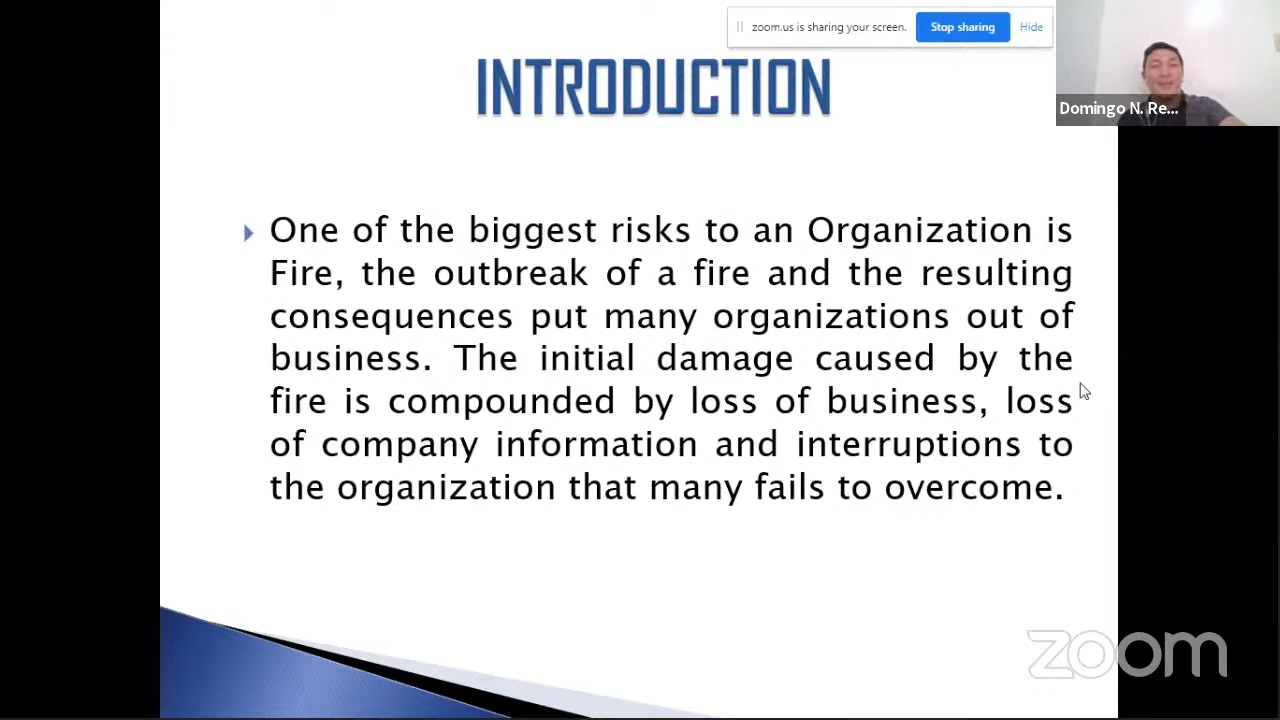 zoom.us is sharing your screen. Stop sharing Hide
INTRODUCTION
Domingo N. Re...
One of the biggest risks to an Organization is
Fire, the outbreak of a fire and the resulting
consequences put many organizations out of
business. The initial damage caused by the
fire is compounded by loss of business, loss
of company information and interruptions to
the organization that many fails to overcome.
zoom